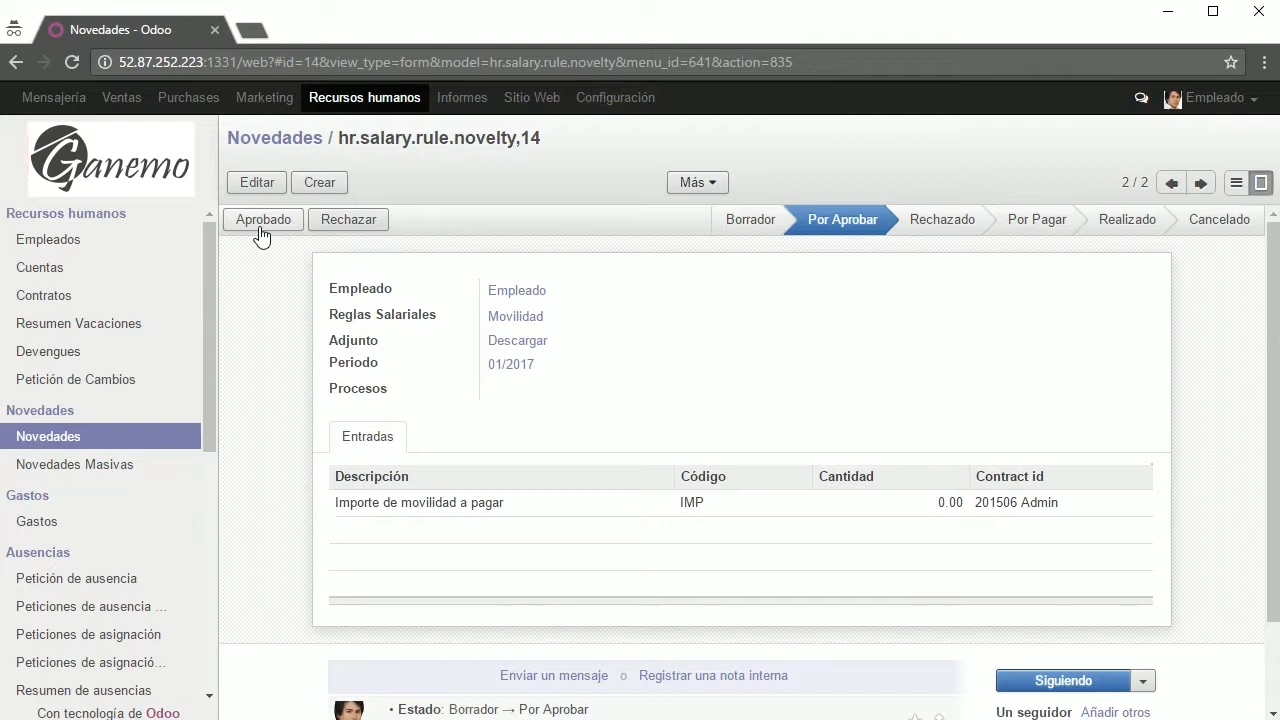 Novedades - Odoo
52.87.252.223:1331/web?#id=14&view_type=form&model=hr.salary.rule.novelty&menu_id=641&action=835
Mensajería Ventas Purchases Marketing Recursos humanos Informes Sitio Web Configuración Empleado
Ganemo
Novedades / hr.salary.rule.novelty,14
Editar Crear Más 2 / 2
Aprobado Rechazar Borrador Por Aprobar Rechazado Por Pagar Realizado Cancelado
Recursos humanos
Empleados
Cuentas
Contratos
Resumen Vacaciones
Devengues
Petición de Cambios
Novedades
Novedades
Novedades Masivas
Gastos
Gastos
Ausencias
Petición de ausencia
Peticiones de ausencia ...
Peticiones de asignación
Peticiones de asignació...
Resumen de ausencias
Con tecnología de Odoo
Empleado Empleado
Reglas Salariales Movilidad
Adjunto Descargar
Periodo 01/2017
Procesos
Entradas
Descripción Código Cantidad Contract id
Importe de movilidad a pagar IMP 0.00 201506 Admin
Enviar un mensaje o Registrar una nota interna
Siguiendo
• Estado: Borrador → Por Aprobar
Un seguidor Añadir otros